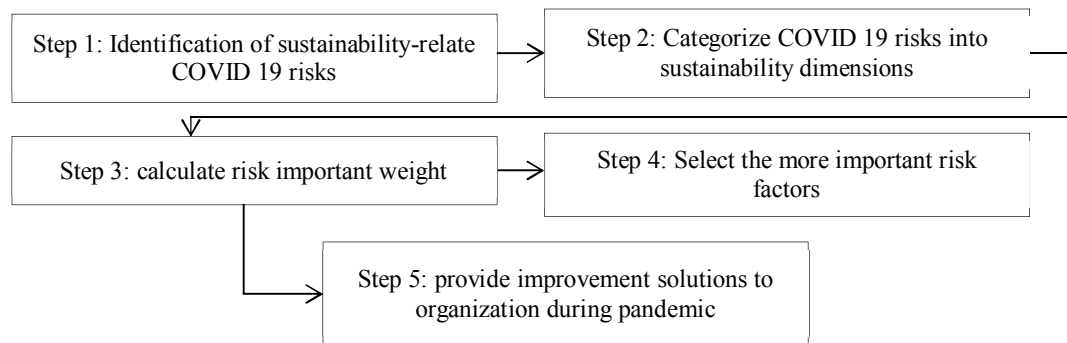 Step 1: Identification of sustainability-relate
COVID 19 risks
Step 2: Categorize COVID 19 risks into
sustainability dimensions
Step 3: calculate risk important weight
Step 4: Select the more important risk
factors
Step 5: provide improvement solutions to
organization during pandemic